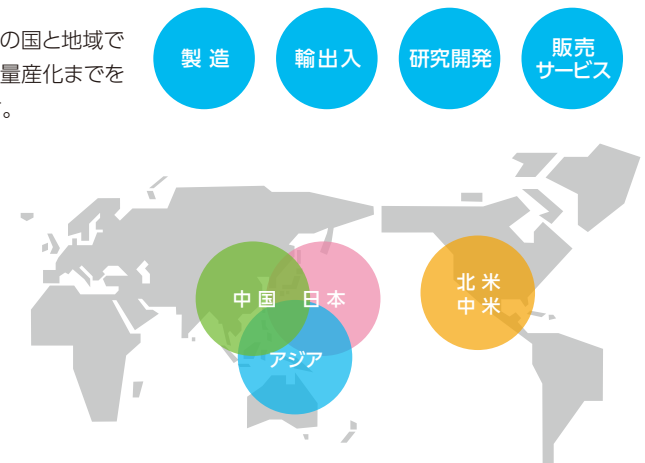 の国と地域で
量産化までを
。
製造
輸出入
研究開発
販売
サービス
中国
日本
アジア
北米
中米